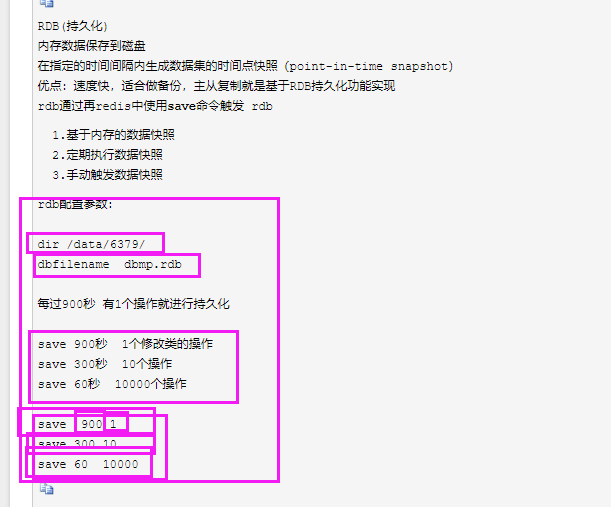 RDB(持久化)
内存数据保存到磁盘
在指定的时间间隔内生成数据集的时间点快照 (point-in-time snapshot)
优点: 速度快, 适合做备份, 主从复制就是基于RDB持久化功能实现
rdb通过再redis中使用save命令触发 rdb
1.基于内存的数据快照
2.定期执行数据快照
3.手动触发数据快照
rdb配置参数:
dir /data/6379/
dbfilename dbmp.rdb
每过900秒 有1个操作就进行持久化
save 900秒 1个修改类的操作
save 300秒 10个操作
save 60秒 10000个操作
save 900 1
save 300 10
save 60 10000